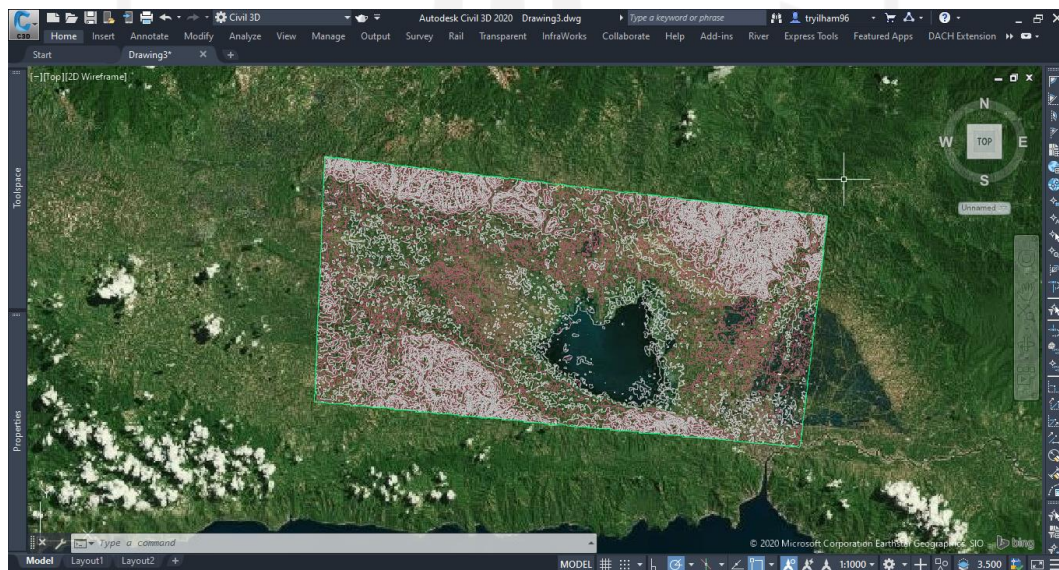 Civil 3D
Autodesk Civil 3D 2020 Drawing3.dwg
Type a keyword or phrase
tryilham96
C3D
Home Insert Annotate Modify Analyze View Manage Output Survey Rail Transparent InfraWorks Collaborate Help Add-ins River Express Tools Featured Apps DACH Extension
Start Drawing3*
[−][Top][2D Wireframe]
N
W TOP E
S
Unnamed
Toolspace
Properties
Type a command
© 2020 Microsoft Corporation Earthstar Geographics SIO bing
Model Layout1 Layout2 +
MODEL 1:1000 3.500